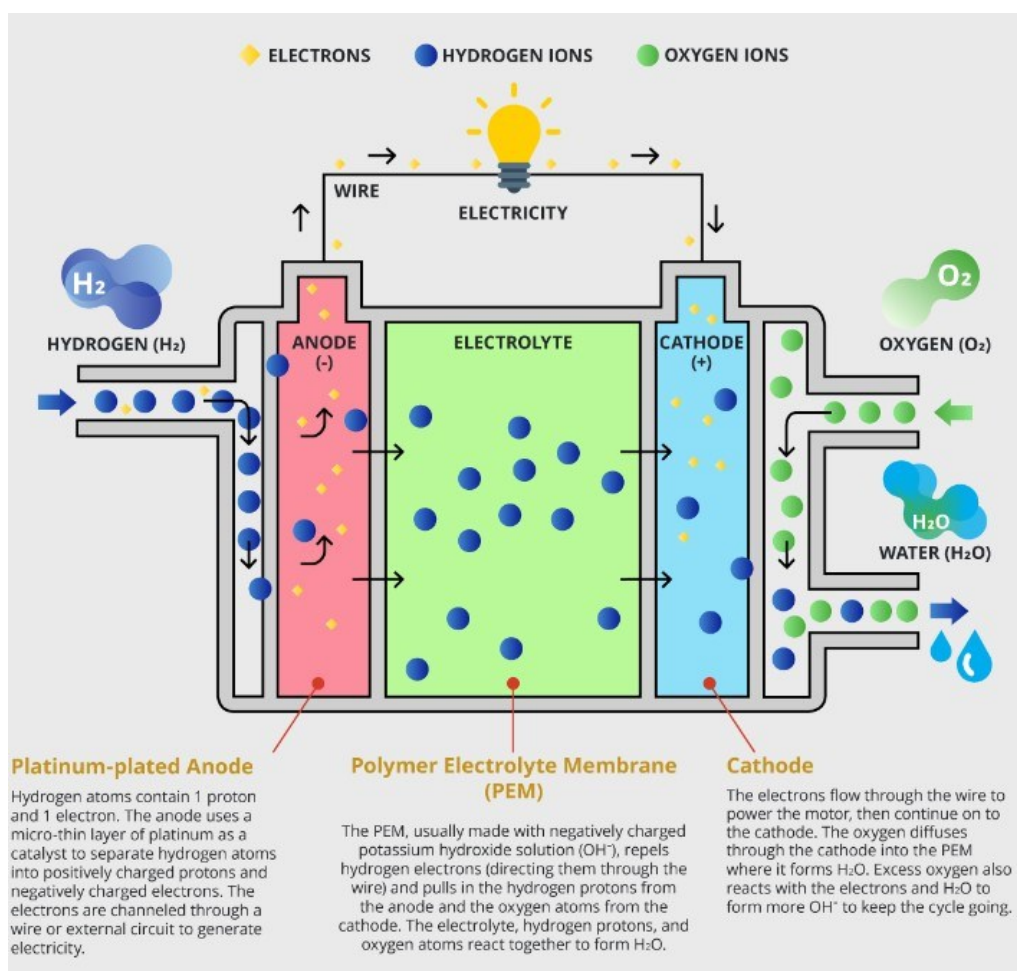 ELECTRONS
HYDROGEN IONS
OXYGEN IONS
WIRE
ELECTRICITY
H₂
HYDROGEN (H₂)
O₂
OXYGEN (O₂)
ANODE
(-)
ELECTROLYTE
CATHODE
(+)
H₂O
WATER (H₂O)
Platinum-plated Anode
Hydrogen atoms contain 1 proton
and 1 electron. The anode uses a
micro-thin layer of platinum as a
catalyst to separate hydrogen atoms
into positively charged protons and
negatively charged electrons. The
electrons are channeled through a
wire or external circuit to generate
electricity.
Polymer Electrolyte Membrane
(PEM)
The PEM, usually made with negatively charged
potassium hydroxide solution (OH⁻), repels
hydrogen electrons (directing them through the
wire) and pulls in the hydrogen protons from
the anode and the oxygen atoms from the
cathode. The electrolyte, hydrogen protons, and
oxygen atoms react together to form H₂O.
Cathode
The electrons flow through the wire to
power the motor, then continue on to
the cathode. The oxygen diffuses
through the cathode into the PEM
where it forms H₂O. Excess oxygen also
reacts with the electrons and H₂O to
form more OH⁻ to keep the cycle going.